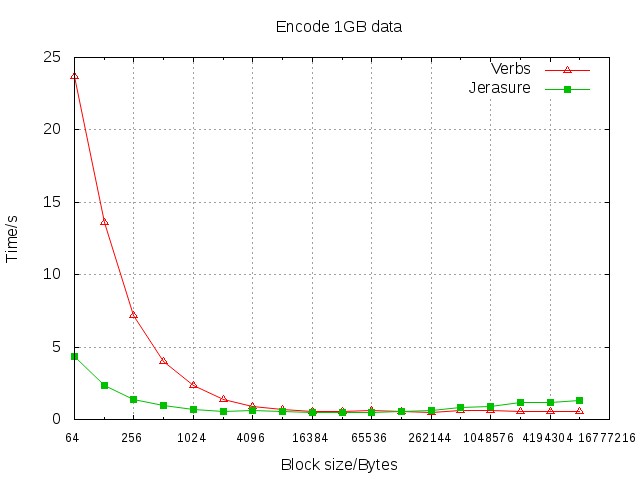 Encode 1GB data
25
20
15
10
5
0
Time/s
Verbs
Jerasure
64 256 1024 4096 16384 65536 262144 1048576 4194304 16777216
Block size/Bytes